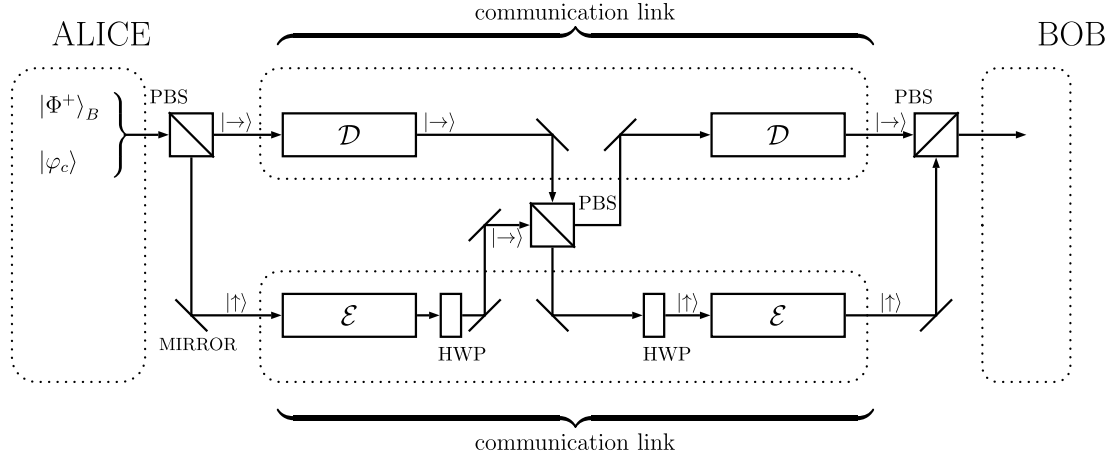 communication link
ALICE
BOB
|Φ⁺⟩_B
|φ_c⟩
PBS
|→⟩
𝒟
|→⟩
𝒟
|→⟩
PBS
PBS
|→⟩
|↑⟩
ℰ
HWP
HWP
|↑⟩
ℰ
|↑⟩
MIRROR
communication link